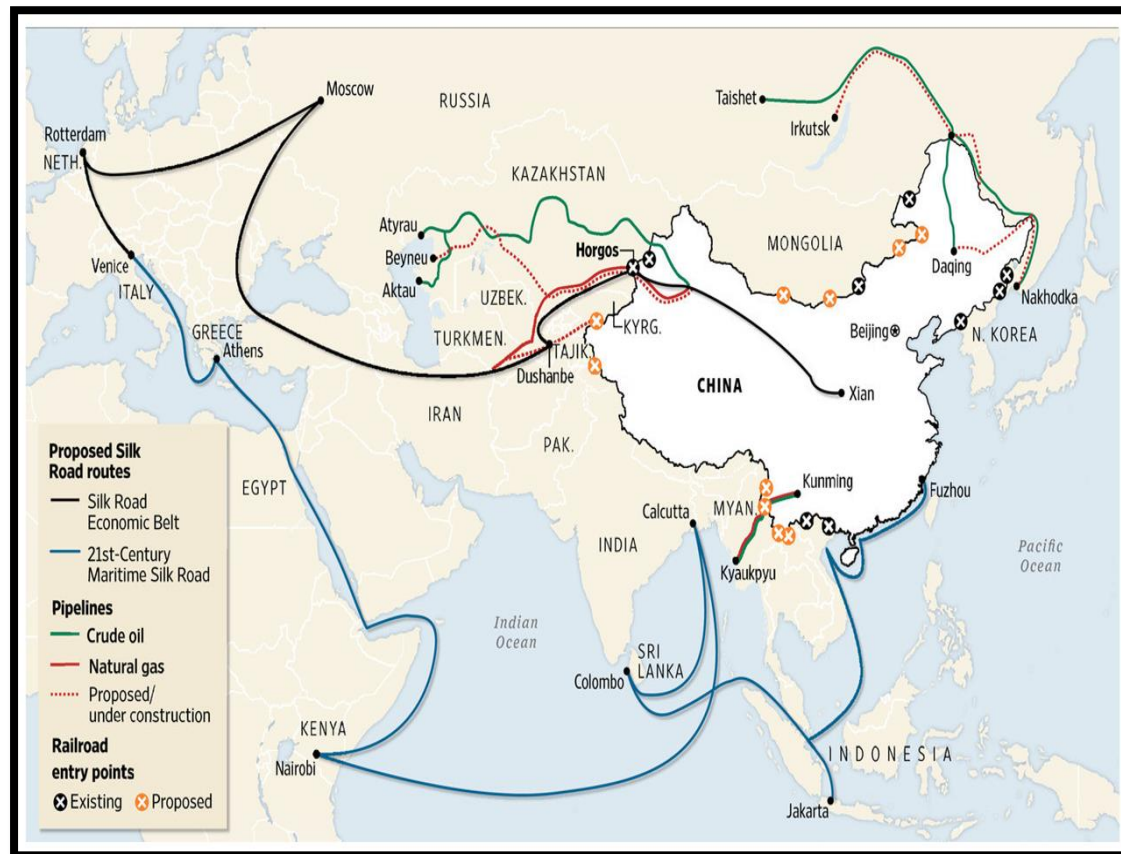 Moscow
RUSSIA
Taishet
Irkutsk
Rotterdam
NETH.
KAZAKHSTAN
Atyrau
Beyneu
Aktau
Horgos
MONGOLIA
Daqing
Nakhodka
Venice
ITALY
UZBEK.
KYRG.
Beijing
N. KOREA
GREECE
Athens
TURKMEN.
TAJIK.
Dushanbe
CHINA
Xian
IRAN
PAK.
EGYPT
Calcutta
MYAN.
Kunming
Fuzhou
INDIA
Kyaukpyu
Pacific
Ocean
Indian
Ocean
SRI
LANKA
Colombo
KENYA
Nairobi
INDONESIA
Jakarta
Proposed Silk
Road routes
Silk Road
Economic Belt
21st-Century
Maritime Silk Road
Pipelines
Crude oil
Natural gas
Proposed/
under construction
Railroad
entry points
Existing
Proposed